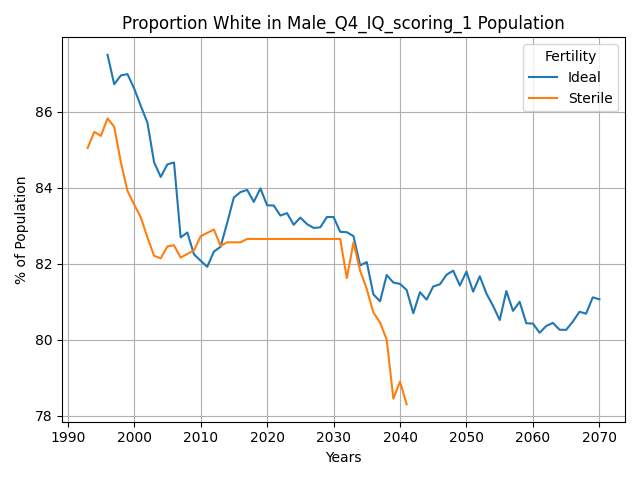 Proportion White in Male_Q4_IQ_scoring_1 Population
Fertility
Ideal
Sterile
% of Population
86
84
82
80
78
1990 2000 2010 2020 2030 2040 2050 2060 2070
Years